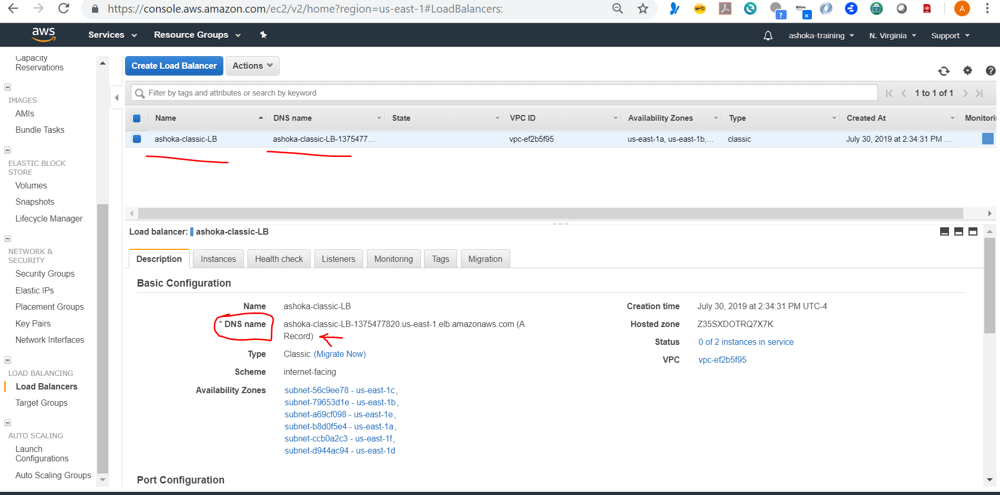 https://console.aws.amazon.com/ec2/v2/home?region=us-east-1#LoadBalancers:
Bittrex
?
A
aws
Services
Resource Groups
ashoka-training
N. Virginia
Support
Capacity
Reservations
IMAGES
AMIs
Bundle Tasks
ELASTIC BLOCK
STORE
Volumes
Snapshots
Lifecycle Manager
NETWORK &
SECURITY
Security Groups
Elastic IPs
Placement Groups
Key Pairs
Network Interfaces
LOAD BALANCING
Load Balancers
Target Groups
AUTO SCALING
Launch
Configurations
Auto Scaling Groups
Create Load Balancer
Actions
Filter by tags and attributes or search by keyword
1 to 1 of 1
Name DNS name State VPC ID Availability Zones Type Created At Monitori
ashoka-classic-LB ashoka-classic-LB-1375477... vpc-ef2b5f95 us-east-1a, us-east-1b,... classic July 30, 2019 at 2:34:31 PM ...
Load balancer: ashoka-classic-LB
Description Instances Health check Listeners Monitoring Tags Migration
Basic Configuration
Name ashoka-classic-LB
* DNS name ashoka-classic-LB-1375477820.us-east-1.elb.amazonaws.com (A
Record)
Type Classic (Migrate Now)
Scheme internet-facing
Availability Zones subnet-56c9ee78 - us-east-1c,
subnet-79653d1e - us-east-1b,
subnet-a69cf098 - us-east-1e,
subnet-b8d0f5e4 - us-east-1a,
subnet-ccb0a2c3 - us-east-1f,
subnet-d944ac94 - us-east-1d
Creation time July 30, 2019 at 2:34:31 PM UTC-4
Hosted zone Z35SXDOTRQ7X7K
Status 0 of 2 instances in service
VPC vpc-ef2b5f95
Port Configuration